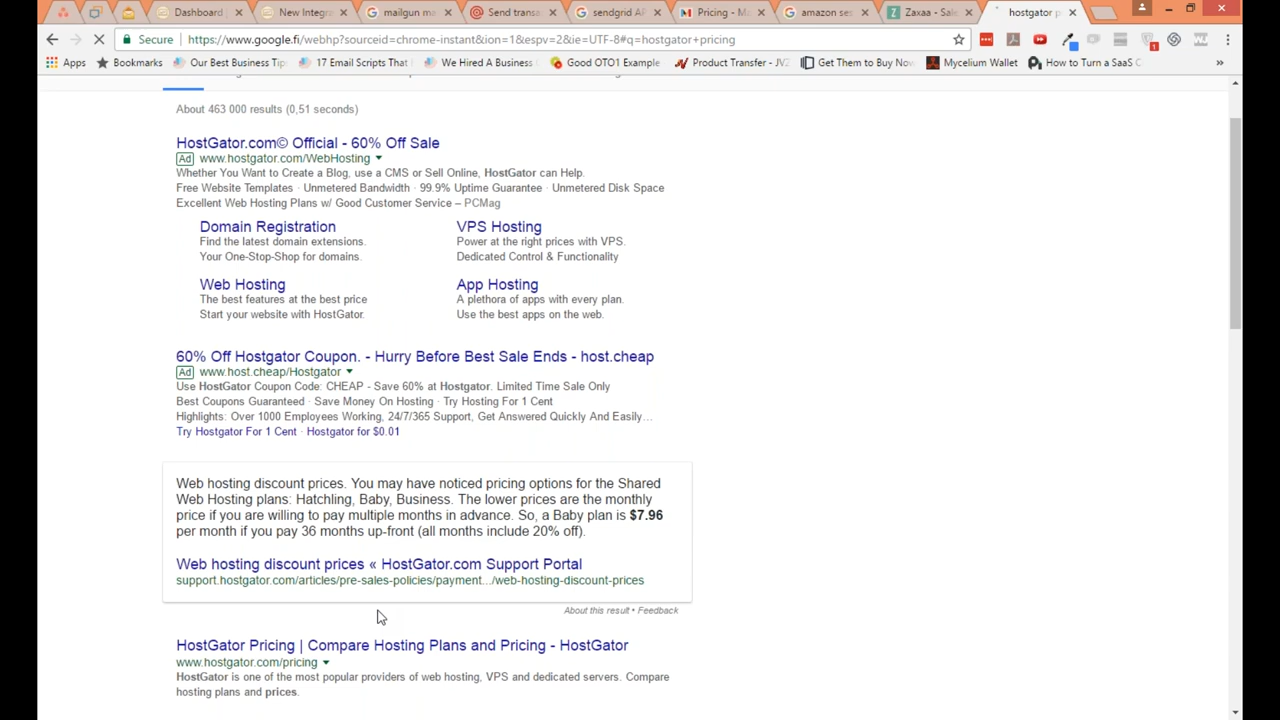 Dashboard
New Integra
mailgun ma
Send transa
sendgrid AP
Pricing - Ma
amazon ses
Zaxaa - Sale
hostgator p
Secure
https://www.google.fi/webhp?sourceid=chrome-instant&ion=1&espv=2&ie=UTF-8#q=hostgator+pricing
Apps
Bookmarks
Our Best Business Tip
17 Email Scripts That
We Hired A Business
Good OTO1 Example
Product Transfer - JVZ
Get Them to Buy Now
Mycelium Wallet
How to Turn a SaaS C
»
About 463 000 results (0,51 seconds)
HostGator.com© Official - 60% Off Sale
Ad www.hostgator.com/WebHosting
Whether You Want to Create a Blog, use a CMS or Sell Online, HostGator can Help.
Free Website Templates · Unmetered Bandwidth · 99.9% Uptime Guarantee · Unmetered Disk Space
Excellent Web Hosting Plans w/ Good Customer Service – PCMag
Domain Registration
Find the latest domain extensions.
Your One-Stop-Shop for domains.
VPS Hosting
Power at the right prices with VPS.
Dedicated Control & Functionality
Web Hosting
The best features at the best price
Start your website with HostGator.
App Hosting
A plethora of apps with every plan.
Use the best apps on the web.
60% Off Hostgator Coupon. - Hurry Before Best Sale Ends - host.cheap
Ad www.host.cheap/Hostgator
Use HostGator Coupon Code: CHEAP - Save 60% at Hostgator. Limited Time Sale Only
Best Coupons Guaranteed · Save Money On Hosting · Try Hosting For 1 Cent
Highlights: Over 1000 Employees Working, 24/7/365 Support, Get Answered Quickly And Easily…
Try Hostgator For 1 Cent · Hostgator for $0.01
Web hosting discount prices. You may have noticed pricing options for the Shared
Web Hosting plans: Hatchling, Baby, Business. The lower prices are the monthly
price if you are willing to pay multiple months in advance. So, a Baby plan is $7.96
per month if you pay 36 months up-front (all months include 20% off).
Web hosting discount prices « HostGator.com Support Portal
support.hostgator.com/articles/pre-sales-policies/payment.../web-hosting-discount-prices
About this result • Feedback
HostGator Pricing | Compare Hosting Plans and Pricing - HostGator
www.hostgator.com/pricing
HostGator is one of the most popular providers of web hosting, VPS and dedicated servers. Compare
hosting plans and prices.